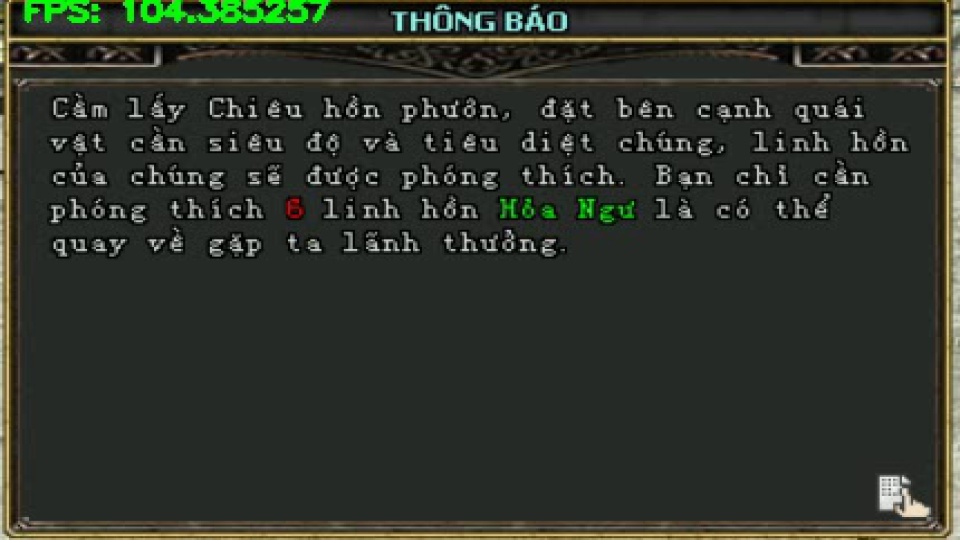 FPS: 104.385257
THÔNG BÁO
Cầm lấy Chiêu hồn phướn, đặt bên cạnh quái
vật cần siêu độ và tiêu diệt chúng, linh hồn
của chúng sẽ được phóng thích. Bạn chỉ cần
phóng thích 6 linh hồn Hỏa Ngư là có thể
quay về gặp ta lãnh thưởng.